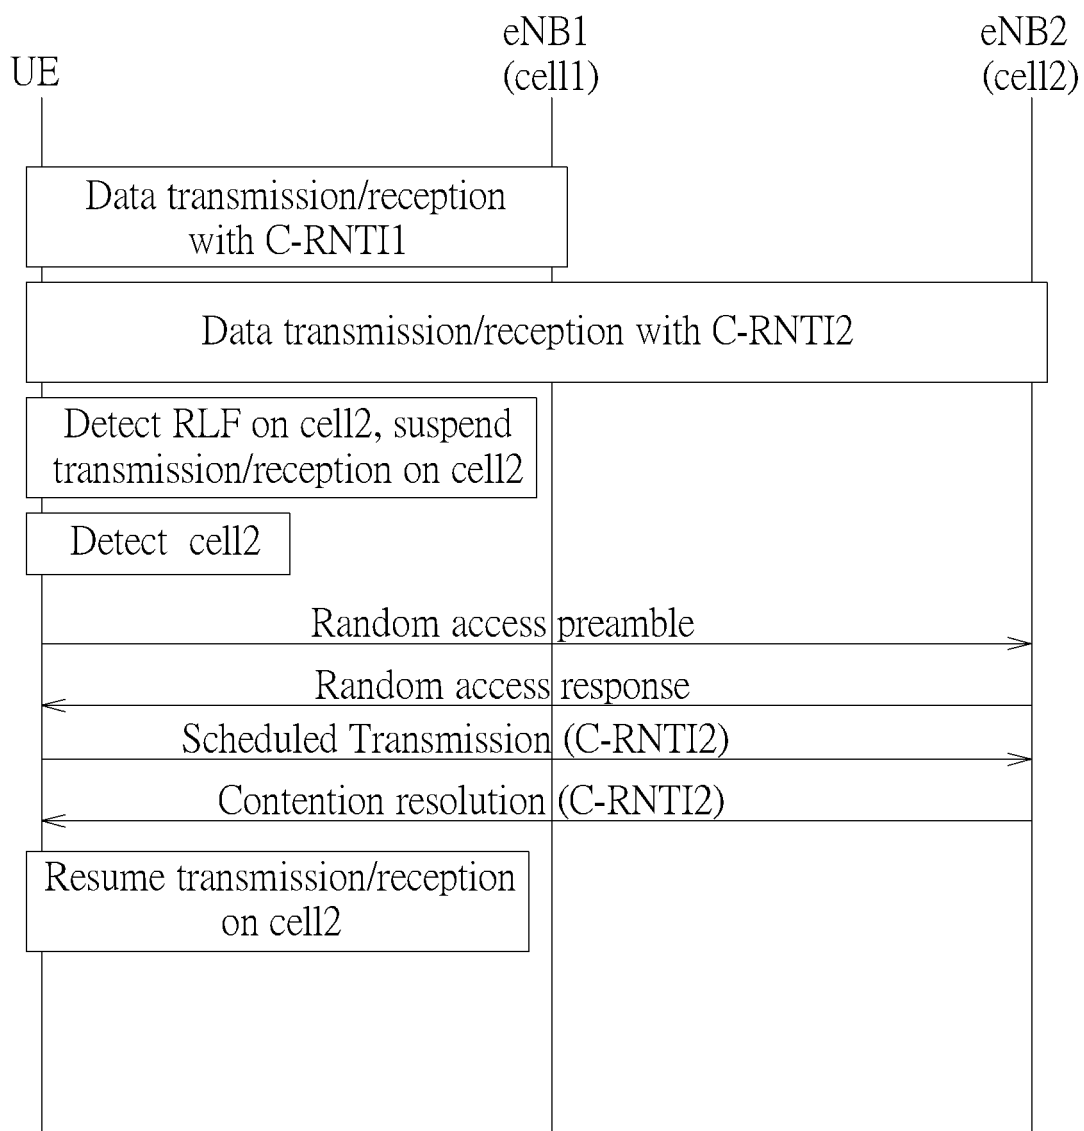 UE
eNB1
(cell1)
eNB2
(cell2)
Data transmission/reception
with C-RNTI1
Data transmission/reception with C-RNTI2
Detect RLF on cell2, suspend
transmission/reception on cell2
Detect cell2
Random access preamble
Random access response
Scheduled Transmission (C-RNTI2)
Contention resolution (C-RNTI2)
Resume transmission/reception
on cell2